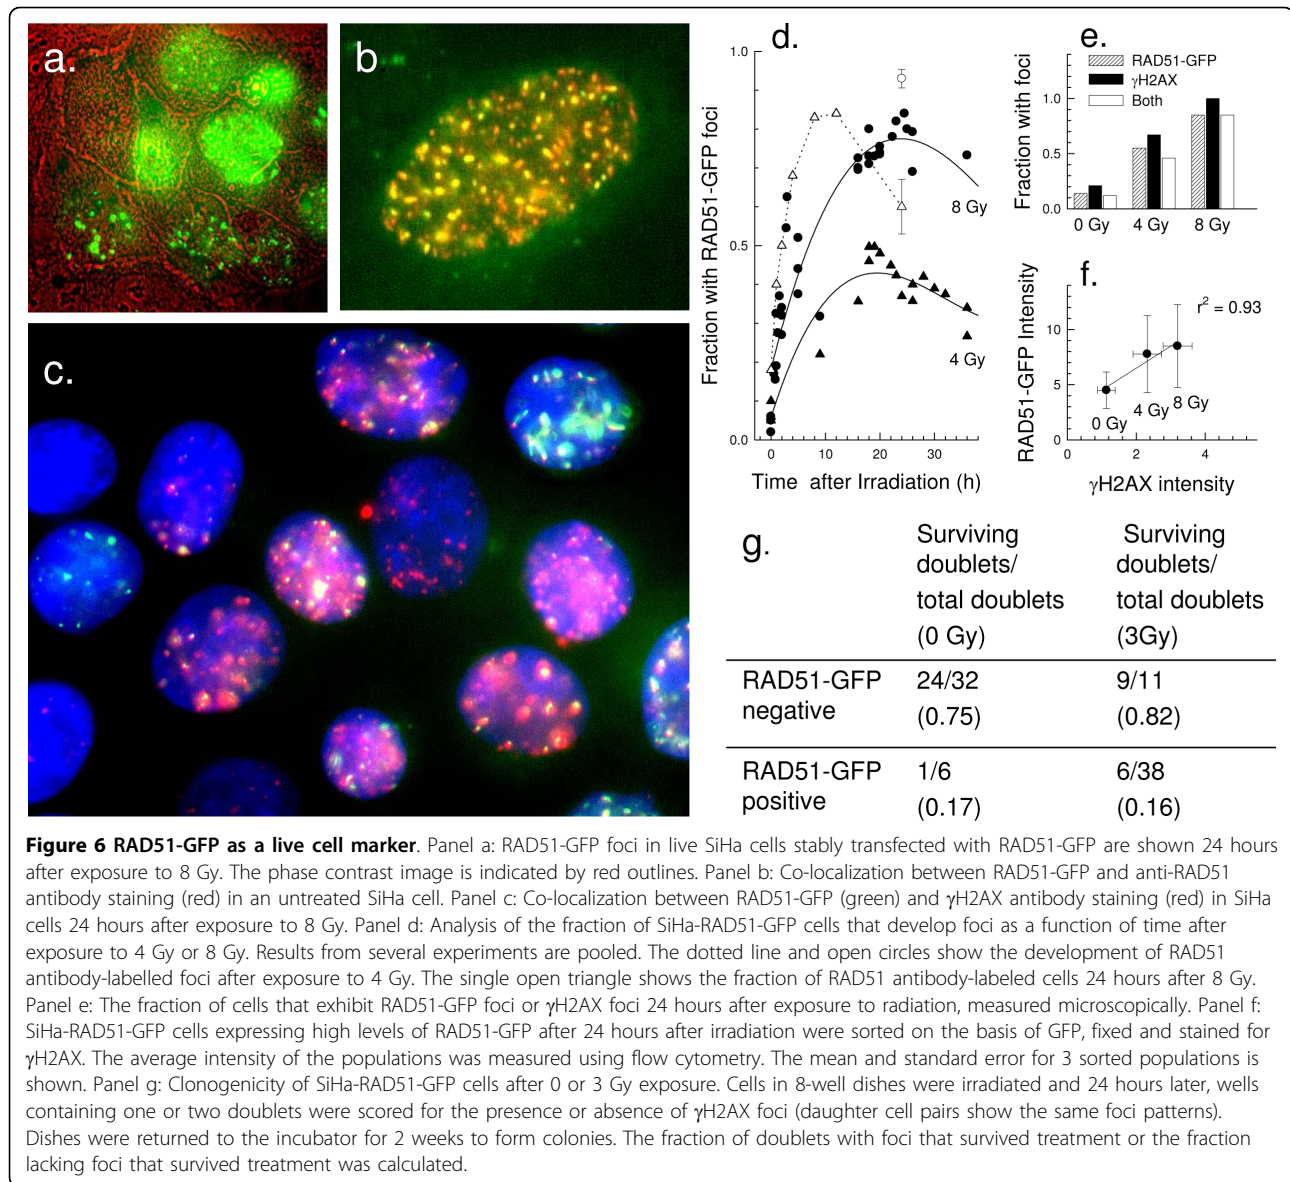 a.
b.
c.
d.
Fraction with RAD51-GFP foci
1.0
0.5
0.0
0
10
20
30
8 Gy
4 Gy
Time after Irradiation (h)
e.
RAD51-GFP
γH2AX
Both
Fraction with foci
1.0
0.5
0.0
0 Gy
4 Gy
8 Gy
f.
RAD51-GFP Intensity
r² = 0.93
10
5
0
0 Gy
4 Gy
8 Gy
0
2
4
γH2AX intensity
g.
Surviving doublets/ total doublets (0 Gy)
Surviving doublets/ total doublets (3Gy)
RAD51-GFP negative
24/32 (0.75)
9/11 (0.82)
RAD51-GFP positive
1/6 (0.17)
6/38 (0.16)
Figure 6 RAD51-GFP as a live cell marker. Panel a: RAD51-GFP foci in live SiHa cells stably transfected with RAD51-GFP are shown 24 hours
after exposure to 8 Gy. The phase contrast image is indicated by red outlines. Panel b: Co-localization between RAD51-GFP and anti-RAD51
antibody staining (red) in an untreated SiHa cell. Panel c: Co-localization between RAD51-GFP (green) and γH2AX antibody staining (red) in SiHa
cells 24 hours after exposure to 8 Gy. Panel d: Analysis of the fraction of SiHa-RAD51-GFP cells that develop foci as a function of time after
exposure to 4 Gy or 8 Gy. Results from several experiments are pooled. The dotted line and open circles show the development of RAD51
antibody-labelled foci after exposure to 4 Gy. The single open triangle shows the fraction of RAD51 antibody-labeled cells 24 hours after 8 Gy.
Panel e: The fraction of cells that exhibit RAD51-GFP foci or γH2AX foci 24 hours after exposure to radiation, measured microscopically. Panel f:
SiHa-RAD51-GFP cells expressing high levels of RAD51-GFP after 24 hours after irradiation were sorted on the basis of GFP, fixed and stained for
γH2AX. The average intensity of the populations was measured using flow cytometry. The mean and standard error for 3 sorted populations is
shown. Panel g: Clonogenicity of SiHa-RAD51-GFP cells after 0 or 3 Gy exposure. Cells in 8-well dishes were irradiated and 24 hours later, wells
containing one or two doublets were scored for the presence or absence of γH2AX foci (daughter cell pairs show the same foci patterns).
Dishes were returned to the incubator for 2 weeks to form colonies. The fraction of doublets with foci that survived treatment or the fraction
lacking foci that survived treatment was calculated.